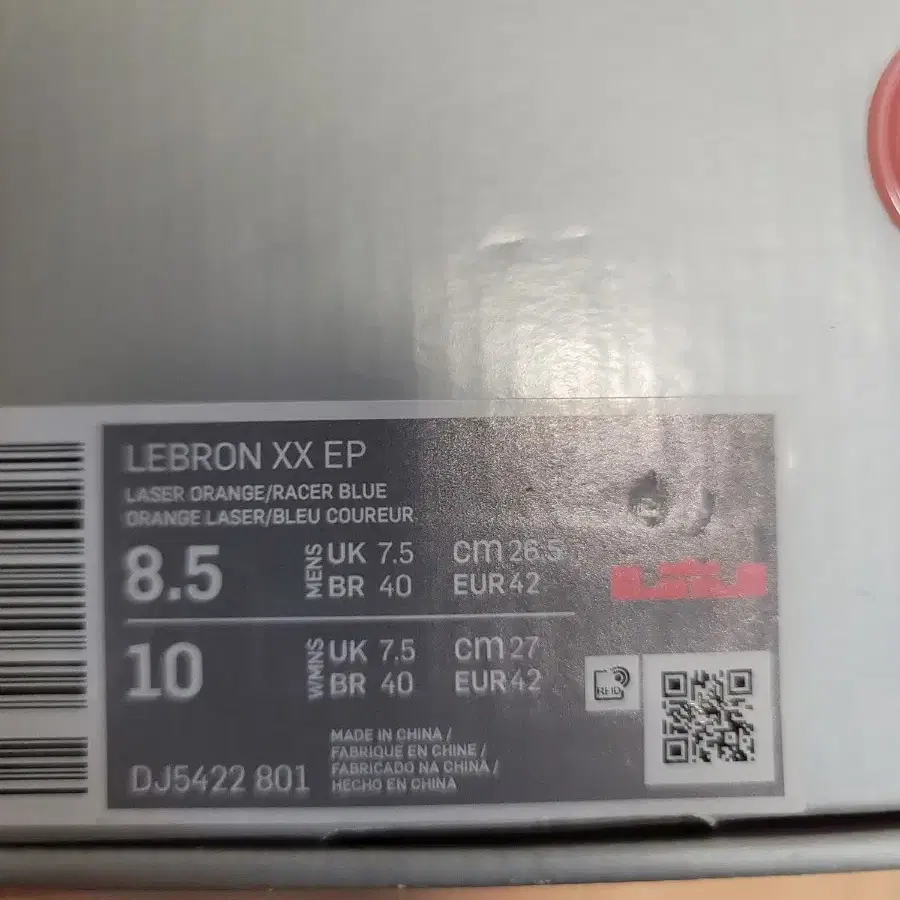 LEBRON XX EP
LASER ORANGE/RACER BLUE
ORANGE LASER/BLEU COUREUR
8.5 MENS UK 7.5 cm 26.5
BR 40 EUR 42
10 WMNS UK 7.5 cm 27
BR 40 EUR 42
RFID
MADE IN CHINA /
FABRIQUE EN CHINE /
FABRICADO NA CHINA /
HECHO EN CHINA
DJ5422 801